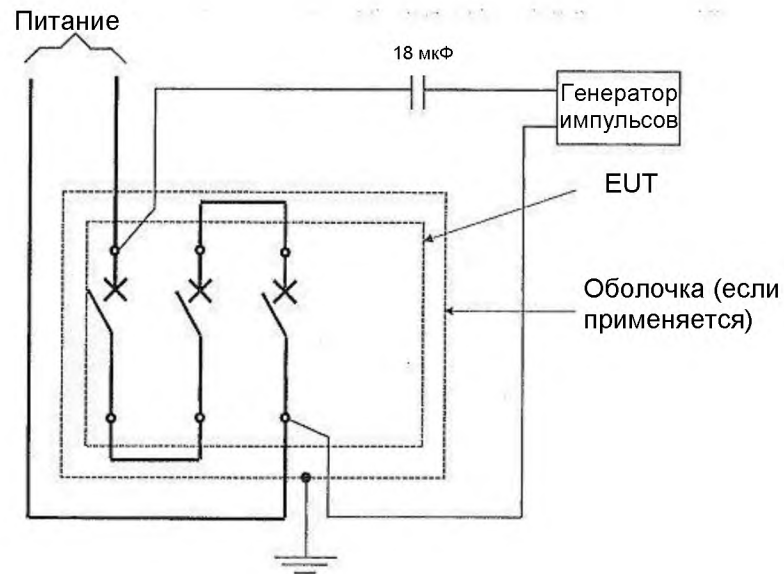 Питание
18 мкФ
Генератор
импульсов
EUT
Оболочка (если
применяется)